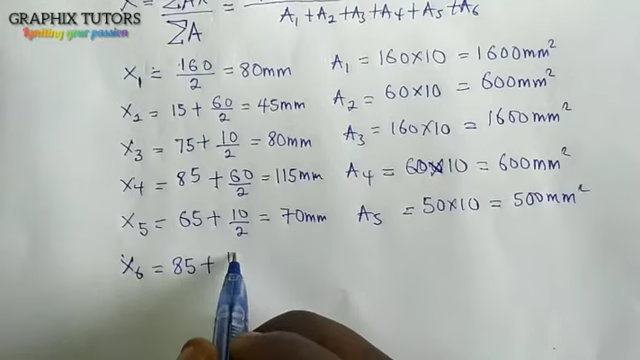 GRAPHIX TUTORS
Igniting your passion
X = ΣAx / ΣA =
A₁+A₂+A₃+A₄+A₅+A₆
X₁ = 160/2 = 80mm
A₁ = 160×10 = 1600mm²
X₂ = 15 + 60/2 = 45mm
A₂ = 60×10 = 600mm²
X₃ = 75 + 10/2 = 80mm
A₃ = 160×10 = 1600mm²
X₄ = 85 + 60/2 = 115mm
A₄ = 60×10 = 600mm²
X₅ = 65 + 10/2 = 70mm
A₅ = 50×10 = 500mm²
X₆ = 85 +